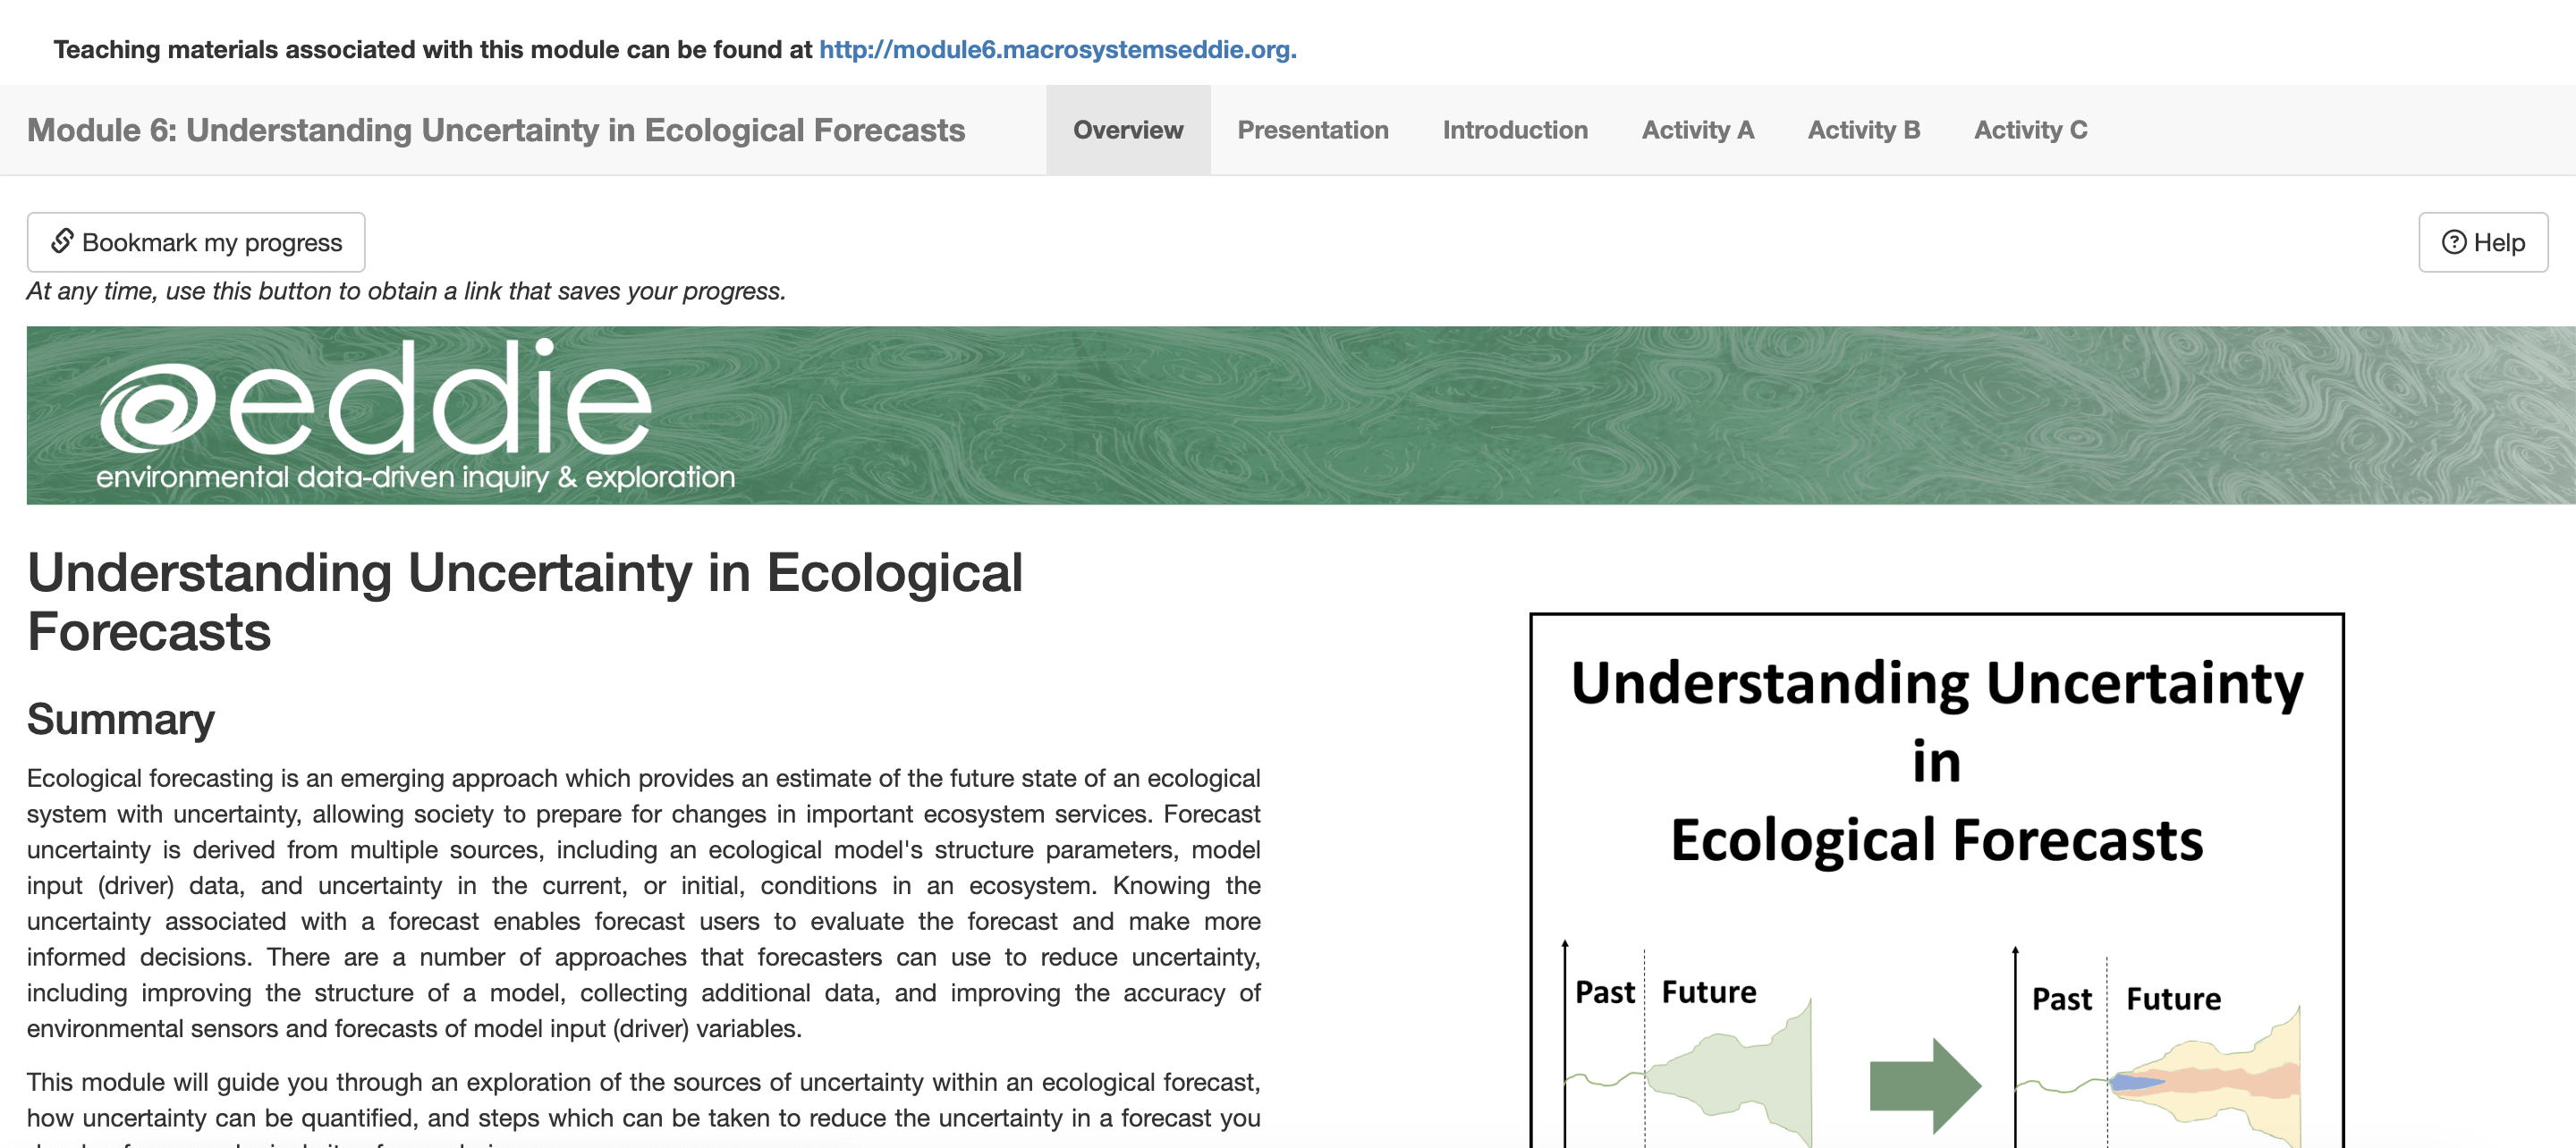 Teaching materials associated with this module can be found at http://module6.macrosystemseddie.org.
Module 6: Understanding Uncertainty in Ecological Forecasts
Overview
Presentation
Introduction
Activity A
Activity B
Activity C
Bookmark my progress
Help
At any time, use this button to obtain a link that saves your progress.
eddie
environmental data-driven inquiry & exploration
Understanding Uncertainty in Ecological
Forecasts
Summary
Ecological forecasting is an emerging approach which provides an estimate of the future state of an ecological
system with uncertainty, allowing society to prepare for changes in important ecosystem services. Forecast
uncertainty is derived from multiple sources, including an ecological model's structure parameters, model
input (driver) data, and uncertainty in the current, or initial, conditions in an ecosystem. Knowing the
uncertainty associated with a forecast enables forecast users to evaluate the forecast and make more
informed decisions. There are a number of approaches that forecasters can use to reduce uncertainty,
including improving the structure of a model, collecting additional data, and improving the accuracy of
environmental sensors and forecasts of model input (driver) variables.
This module will guide you through an exploration of the sources of uncertainty within an ecological forecast,
how uncertainty can be quantified, and steps which can be taken to reduce the uncertainty in a forecast you
Understanding Uncertainty
in
Ecological Forecasts
Past
Future
Past
Future